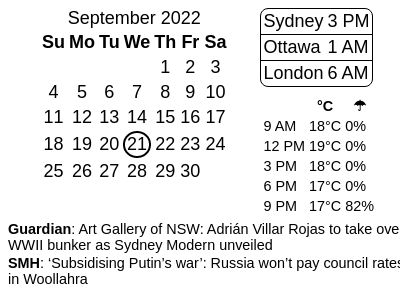 September 2022
Su Mo Tu We Th Fr Sa
1 2 3
4 5 6 7 8 9 10
11 12 13 14 15 16 17
18 19 20 21 22 23 24
25 26 27 28 29 30
Sydney 3 PM
Ottawa 1 AM
London 6 AM
°C ☂
9 AM 18°C 0%
12 PM 19°C 0%
3 PM 18°C 0%
6 PM 17°C 0%
9 PM 17°C 82%
Guardian: Art Gallery of NSW: Adrián Villar Rojas to take ove
WWII bunker as Sydney Modern unveiled
SMH: ‘Subsidising Putin’s war’: Russia won’t pay council rates
in Woollahra